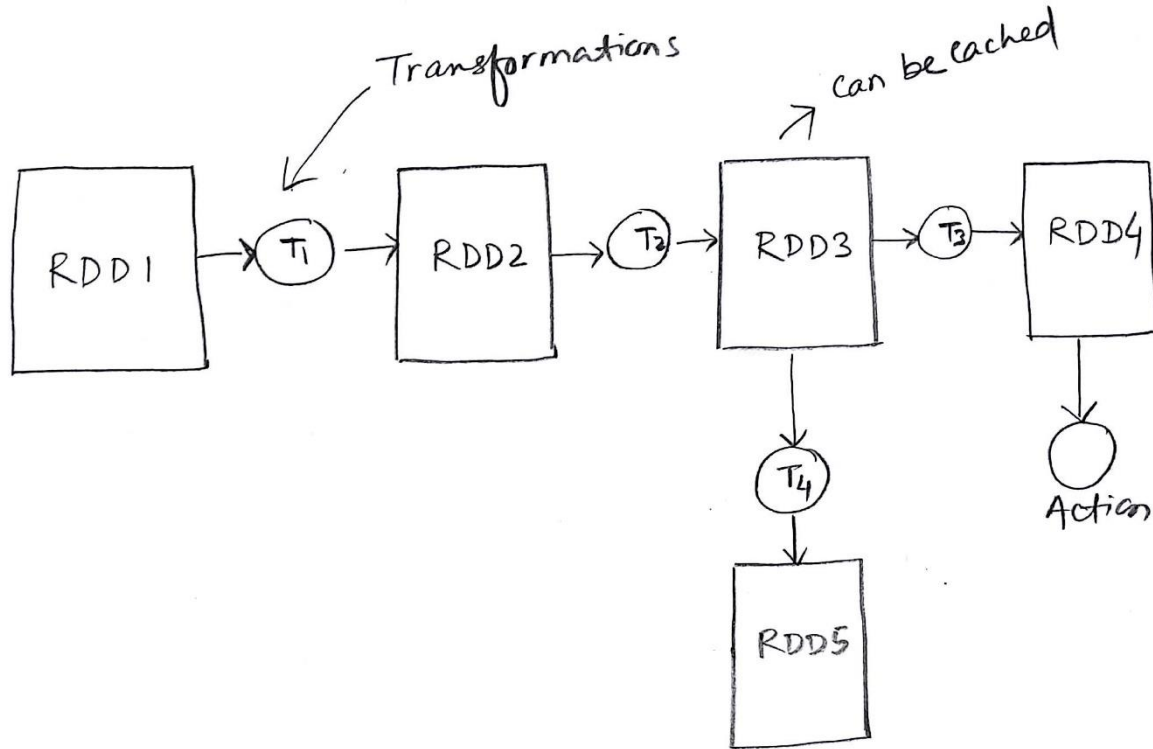 Transformations
can be cached
RDD1
T1
RDD2
T2
RDD3
T3
RDD4
T4
Action
RDD5